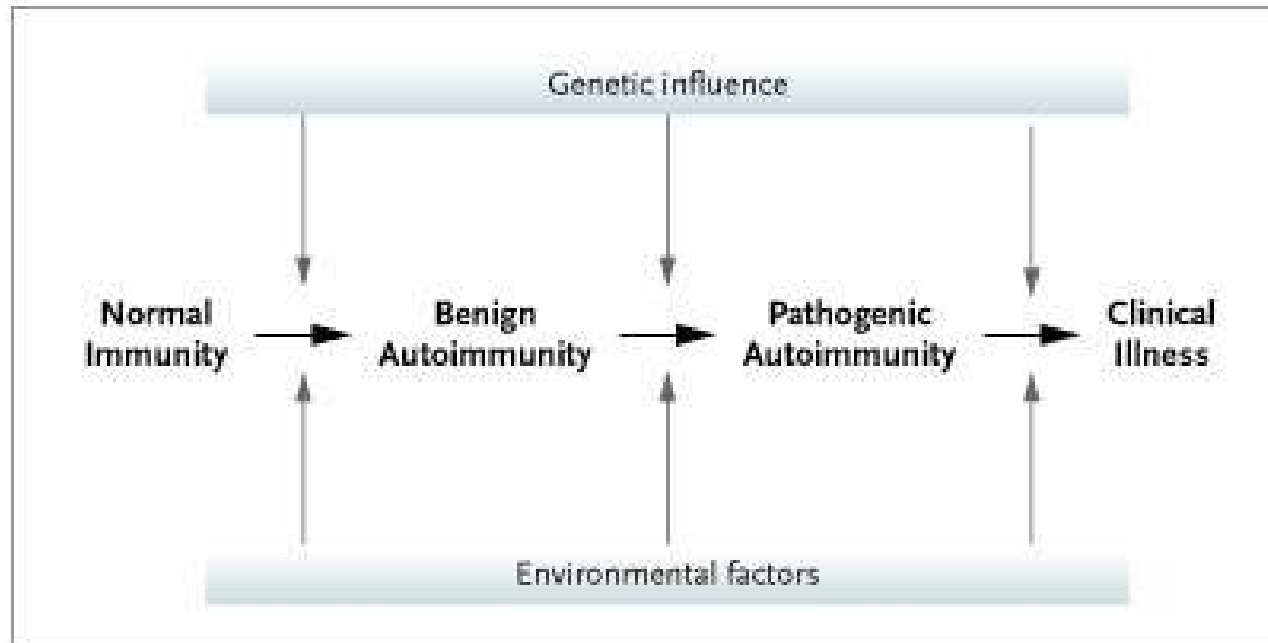 Genetic influence
Normal
Immunity
Benign
Autoimmunity
Pathogenic
Autoimmunity
Clinical
Illness
Environmental factors